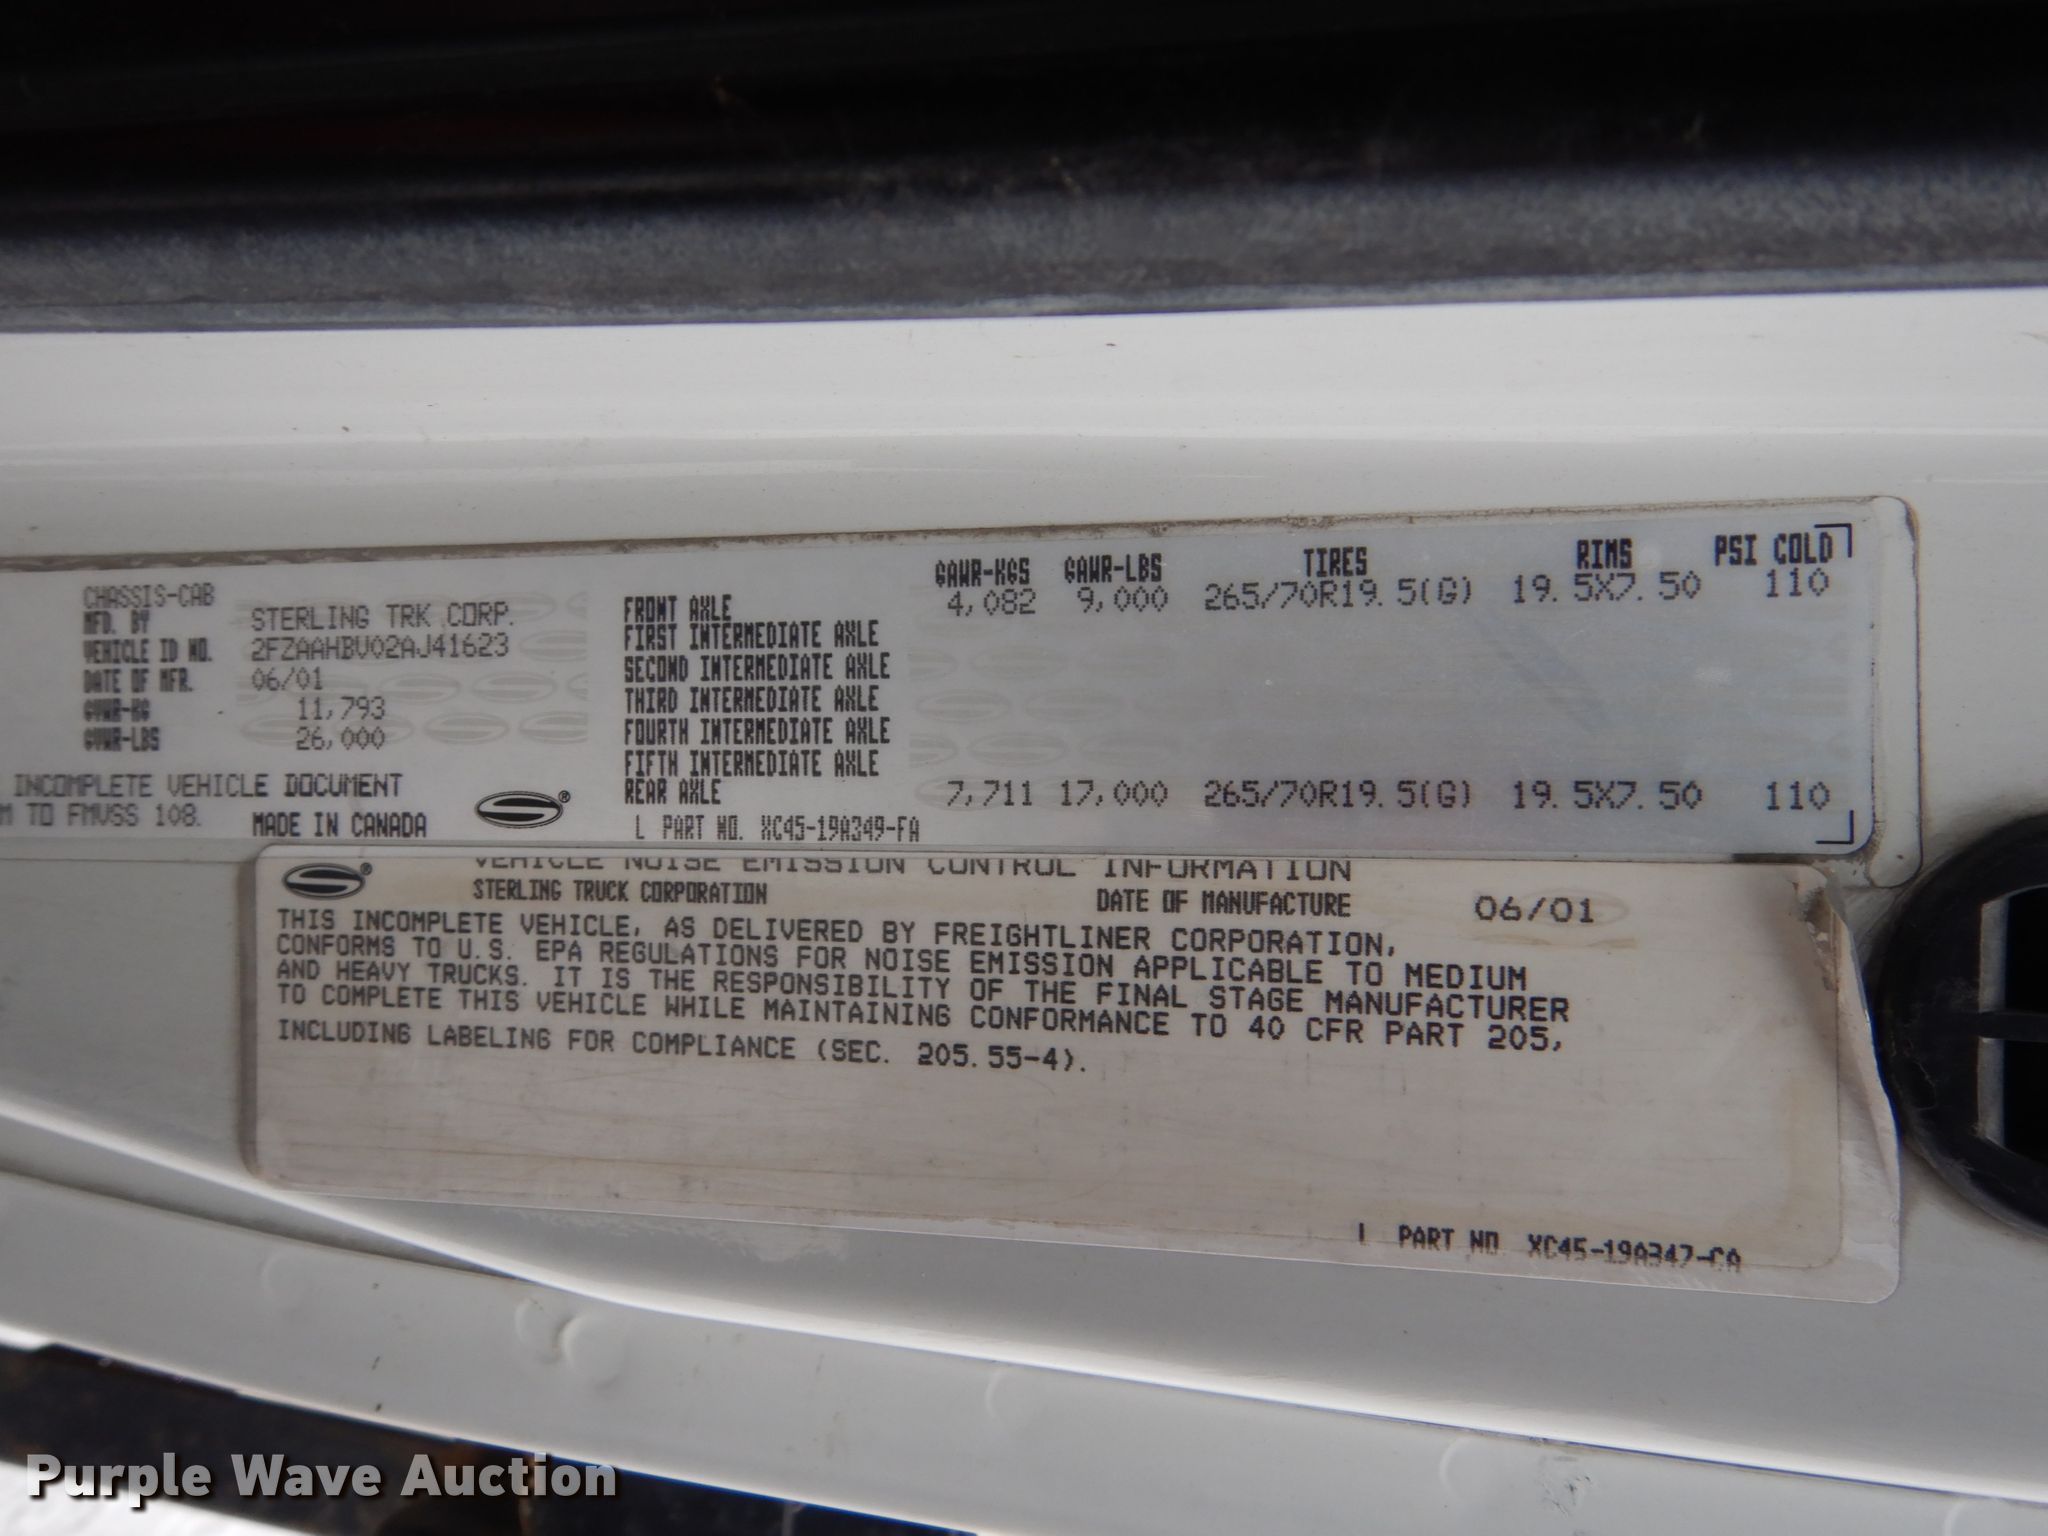 CHASSIS-CAB
MFD. BY STERLING TRK CORP.
VEHICLE ID NO. 2FZAAHBV02AJ41623
DATE OF MFR. 06/01
GVWR-KG 11,793
GVWR-LBS 26,000
INCOMPLETE VEHICLE DOCUMENT
M TO FMVSS 108.
MADE IN CANADA
®
GAWR-KGS GAWR-LBS TIRES RIMS PSI COLD
FRONT AXLE 4,082 9,000 265/70R19.5(G) 19.5X7.50 110
FIRST INTERMEDIATE AXLE
SECOND INTERMEDIATE AXLE
THIRD INTERMEDIATE AXLE
FOURTH INTERMEDIATE AXLE
FIFTH INTERMEDIATE AXLE
REAR AXLE 7,711 17,000 265/70R19.5(G) 19.5X7.50 110
L PART NO. XC45-19A349-FA
®
VEHICLE NOISE EMISSION CONTROL INFORMATION
STERLING TRUCK CORPORATION DATE OF MANUFACTURE 06/01
THIS INCOMPLETE VEHICLE, AS DELIVERED BY FREIGHTLINER CORPORATION,
CONFORMS TO U.S. EPA REGULATIONS FOR NOISE EMISSION APPLICABLE TO MEDIUM
AND HEAVY TRUCKS. IT IS THE RESPONSIBILITY OF THE FINAL STAGE MANUFACTURER
TO COMPLETE THIS VEHICLE WHILE MAINTAINING CONFORMANCE TO 40 CFR PART 205,
INCLUDING LABELING FOR COMPLIANCE (SEC. 205.55-4).
L PART NO XC45-19A347-CA
Purple Wave Auction